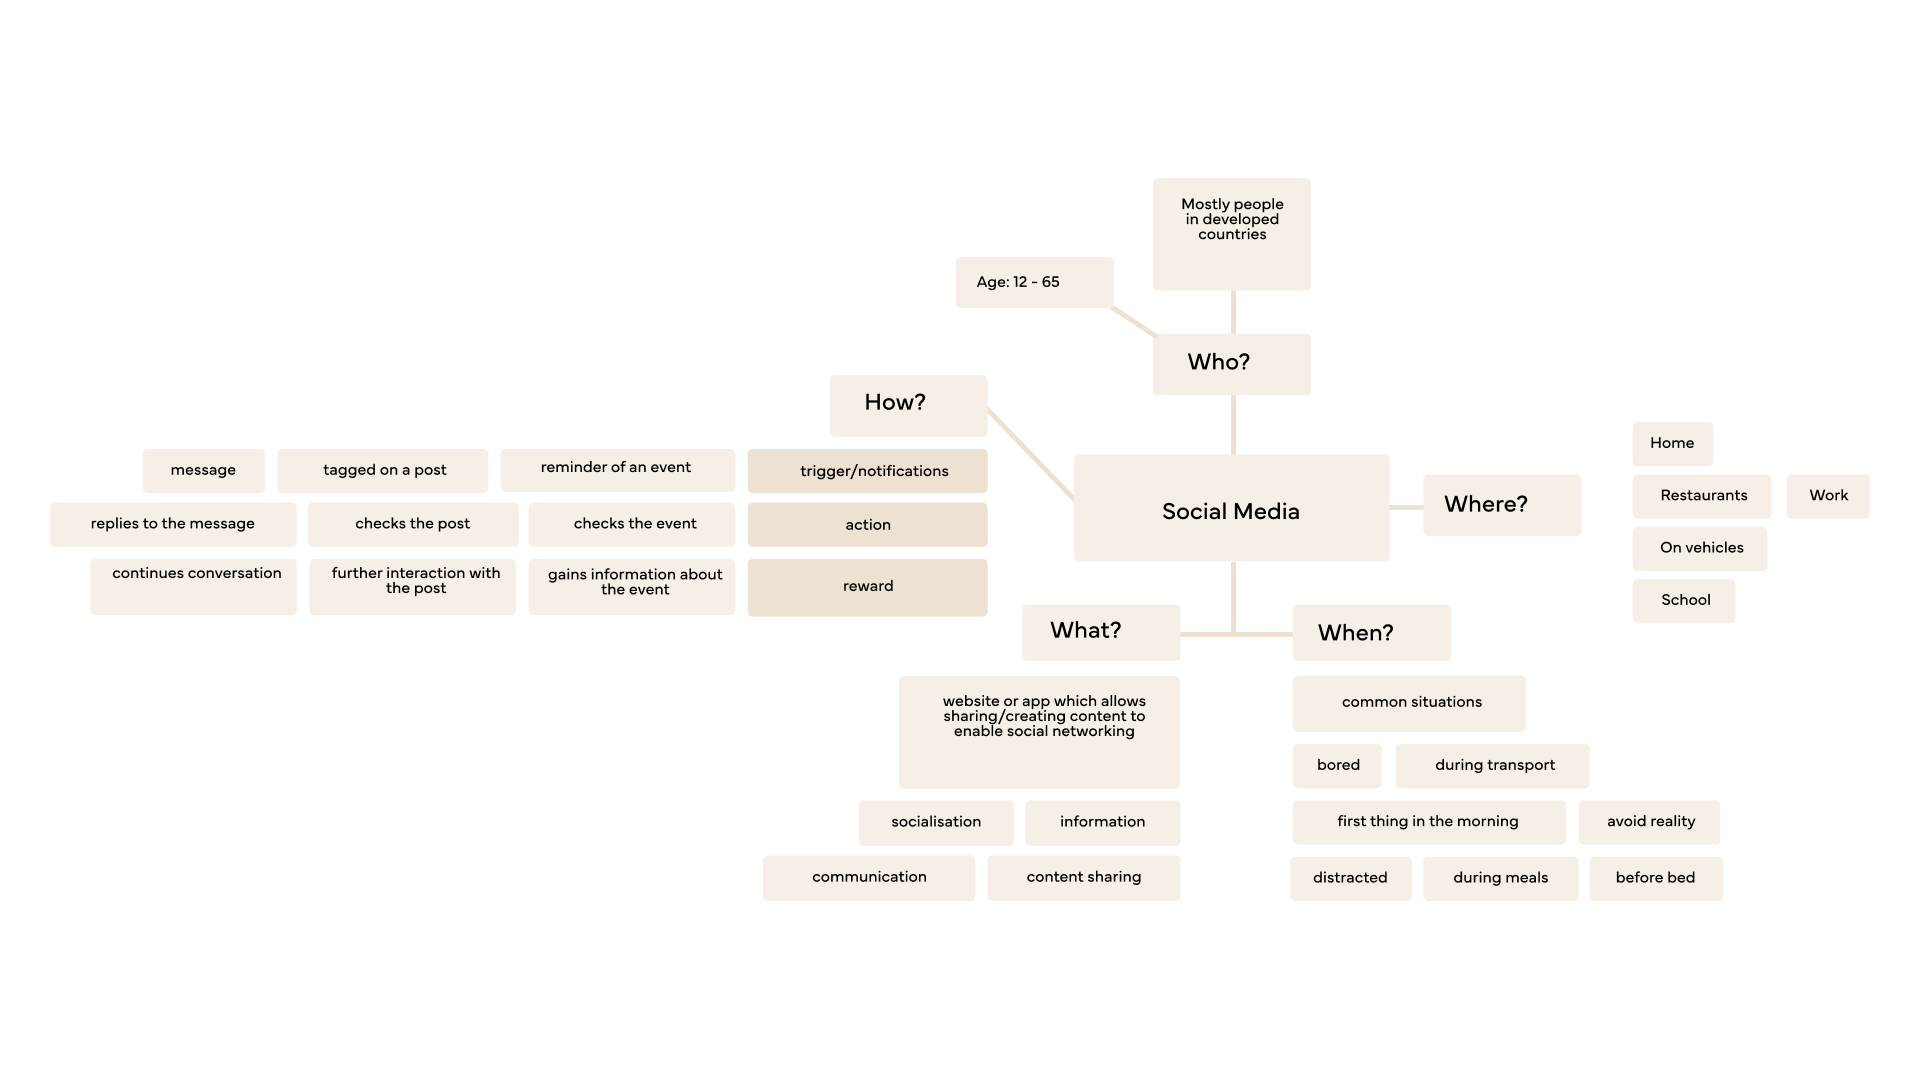 Mostly people
in developed
countries
Age: 12 - 65
Who?
How?
message
tagged on a post
reminder of an event
trigger/notifications
replies to the message
checks the post
checks the event
action
continues conversation
further interaction with
the post
gains information about
the event
reward
Social Media
Where?
Home
Restaurants
Work
On vehicles
School
What?
website or app which allows
sharing/creating content to
enable social networking
socialisation
information
communication
content sharing
When?
common situations
bored
during transport
first thing in the morning
avoid reality
distracted
during meals
before bed